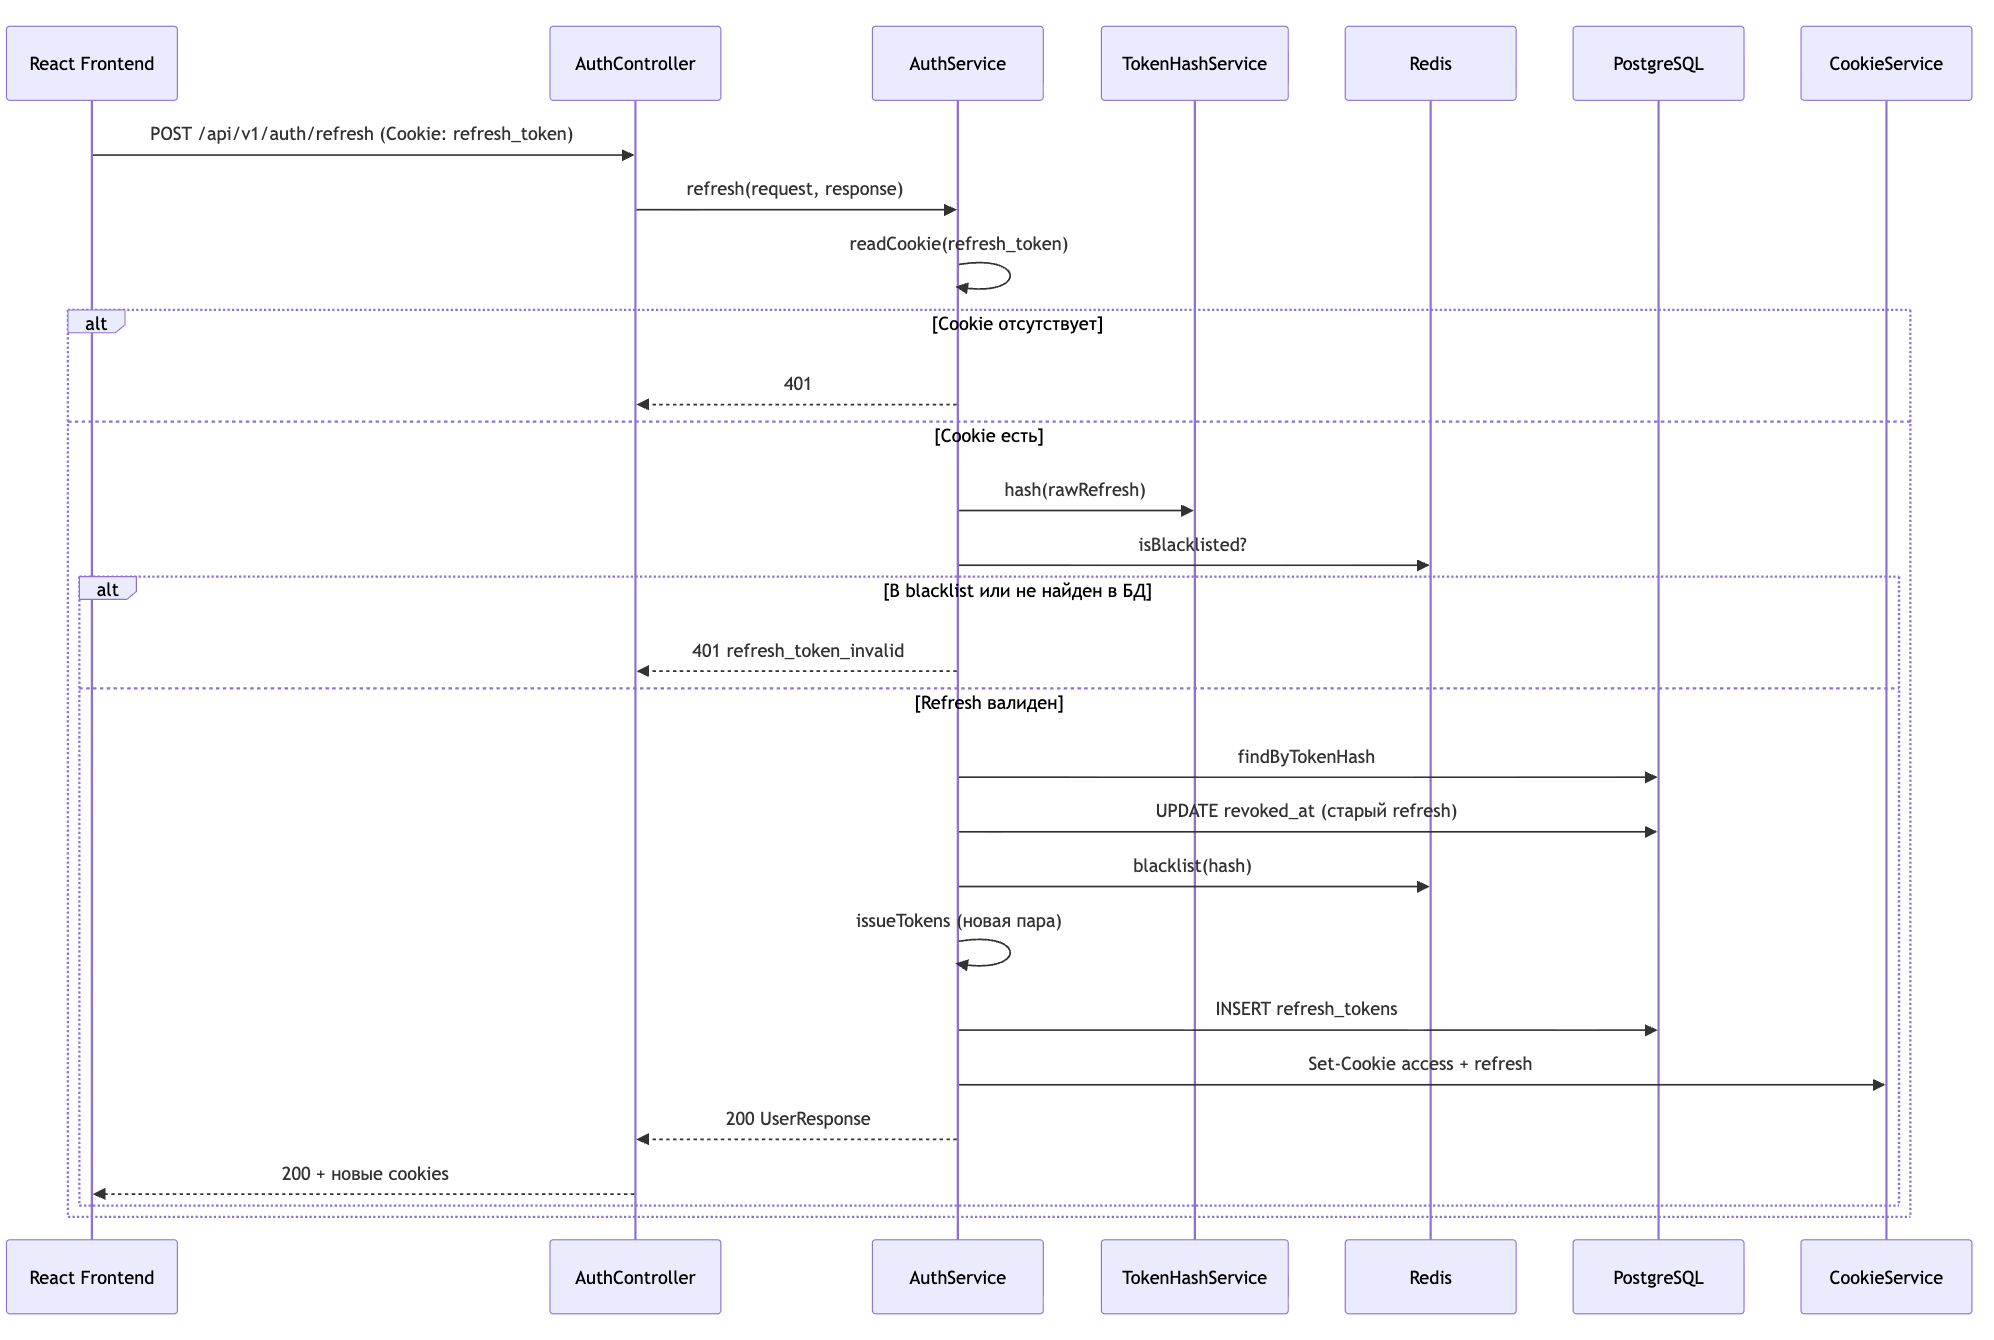 React Frontend
AuthController
AuthService
TokenHashService
Redis
PostgreSQL
CookieService
POST /api/v1/auth/refresh (Cookie: refresh_token)
refresh(request, response)
readCookie(refresh_token)
alt
[Cookie отсутствует]
401
[Cookie есть]
hash(rawRefresh)
isBlacklisted?
alt
[В blacklist или не найден в БД]
401 refresh_token_invalid
[Refresh валиден]
findByTokenHash
UPDATE revoked_at (старый refresh)
blacklist(hash)
issueTokens (новая пара)
INSERT refresh_tokens
Set-Cookie access + refresh
200 UserResponse
200 + новые cookies
React Frontend
AuthController
AuthService
TokenHashService
Redis
PostgreSQL
CookieService